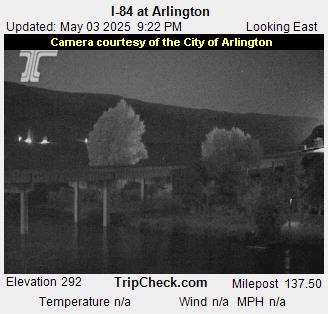 I-84 at Arlington
Updated: May 03 2025 9:22 PM Looking East
Camera courtesy of the City of Arlington
Elevation 292 TripCheck.com Milepost 137.50
Temperature n/a Wind n/a MPH n/a